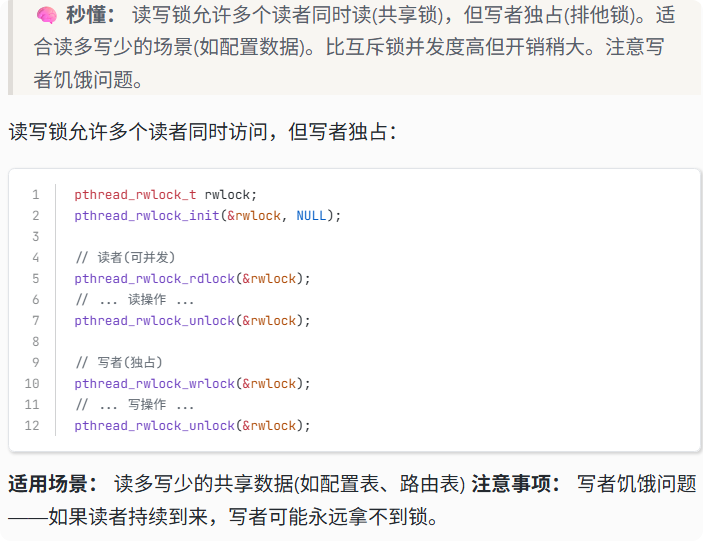 🧠 秒懂： 读写锁允许多个读者同时读(共享锁)，但写者独占(排他锁)。适
合读多写少的场景(如配置数据)。比互斥锁并发度高但开销稍大。注意写
者饥饿问题。
读写锁允许多个读者同时访问，但写者独占：
1 pthread_rwlock_t rwlock;
2 pthread_rwlock_init(&rwlock, NULL);
3
4 // 读者(可并发)
5 pthread_rwlock_rdlock(&rwlock);
6 // ... 读操作 ...
7 pthread_rwlock_unlock(&rwlock);
8
9 // 写者(独占)
10 pthread_rwlock_wrlock(&rwlock);
11 // ... 写操作 ...
12 pthread_rwlock_unlock(&rwlock);
适用场景： 读多写少的共享数据(如配置表、路由表) 注意事项： 写者饥饿问题
——如果读者持续到来，写者可能永远拿不到锁。